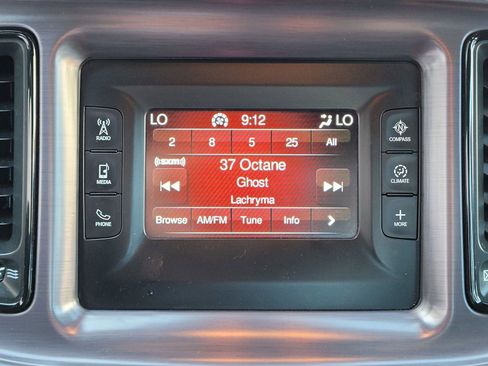 LO 9:12 LO
2 8 5 25 All
((SXM))
37 Octane
Ghost
Lachryma
Browse AM/FM Tune Info
RADIO
MEDIA
PHONE
N
COMPASS
CLIMATE
MORE